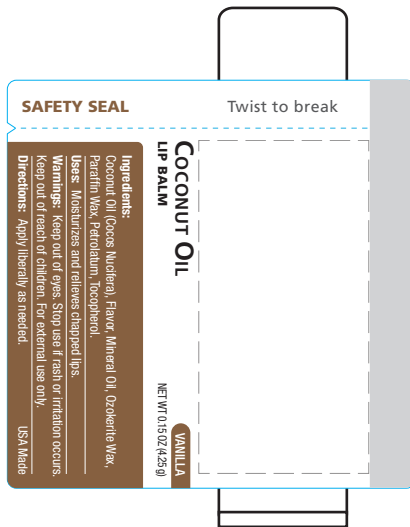 SAFETY SEAL
Twist to break
COCONUT OIL
LIP BALM
VANILLA
NET WT 0.15 OZ (4.25 g)
Ingredients:
Coconut Oil (Cocos Nucifera), Flavor, Mineral Oil, Ozokerite Wax,
Paraffin Wax, Petrolatum, Tocopherol.
Uses: Moisturizes and relieves chapped lips.
Warnings: Keep out of eyes. Stop use if rash or irritation occurs.
Keep out of reach of children. For external use only.
Directions: Apply liberally as needed.
USA Made